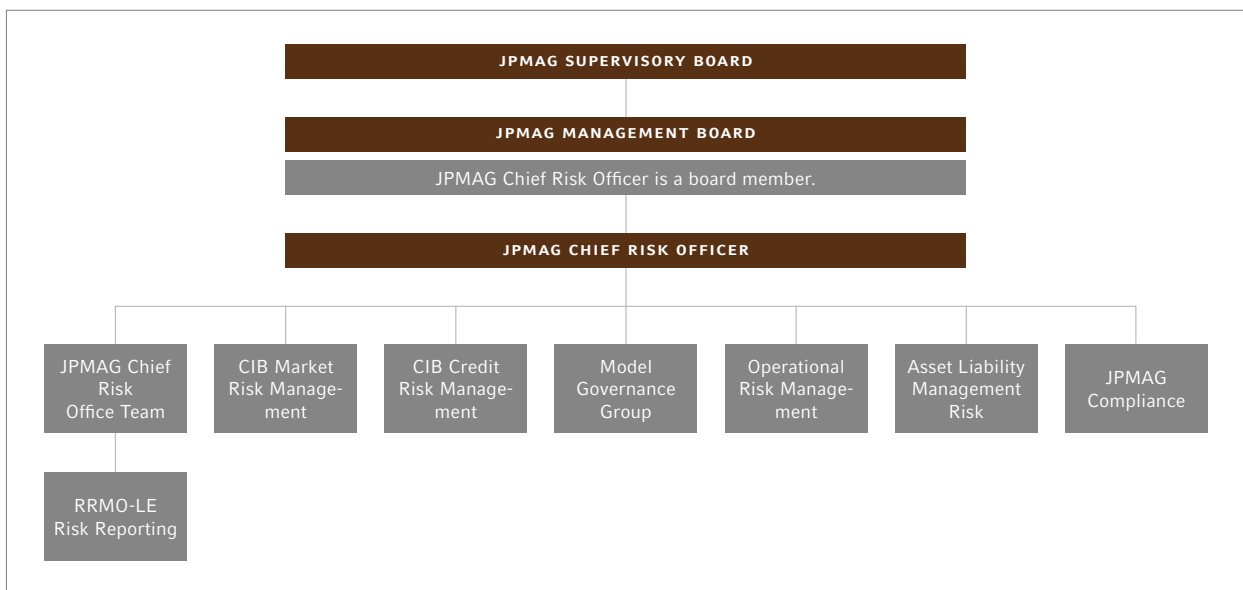 JPMAG SUPERVISORY BOARD
JPMAG MANAGEMENT BOARD
JPMAG Chief Risk Officer is a board member.
JPMAG CHIEF RISK OFFICER
JPMAG Chief
Risk
Office Team
CIB Market
Risk Manage-
ment
CIB Credit
Risk Manage-
ment
Model
Governance
Group
Operational
Risk Manage-
ment
Asset Liability
Management
Risk
JPMAG
Compliance
RRMO-LE
Risk Reporting